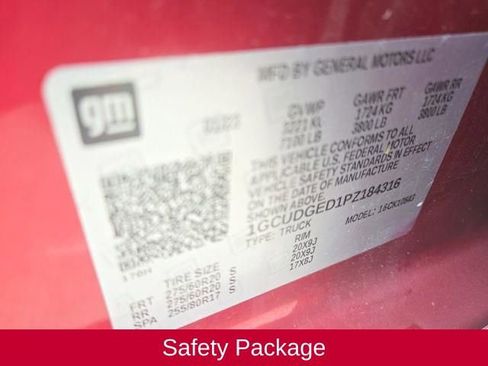 gm
MFD BY GENERAL MOTORS LLC
GVWR GAWR FRT GAWR RR
3221 KG 1724 KG 1724 KG
7100 LB 3800 LB 3800 LB
THIS VEHICLE CONFORMS TO ALL
APPLICABLE U.S. FEDERAL MOTOR
VEHICLE SAFETY STANDARDS IN EFFECT
ON THE DATE OF MANUFACTURE
1GCUDGED1PZ184316
TYPE: TRUCK MODEL:
TIRE SIZE RIM
FRT 275/60R20 S 20X9J
RR 275/60R20 S 20X9J
SPA 255/80R17 S 17X8J
Safety Package